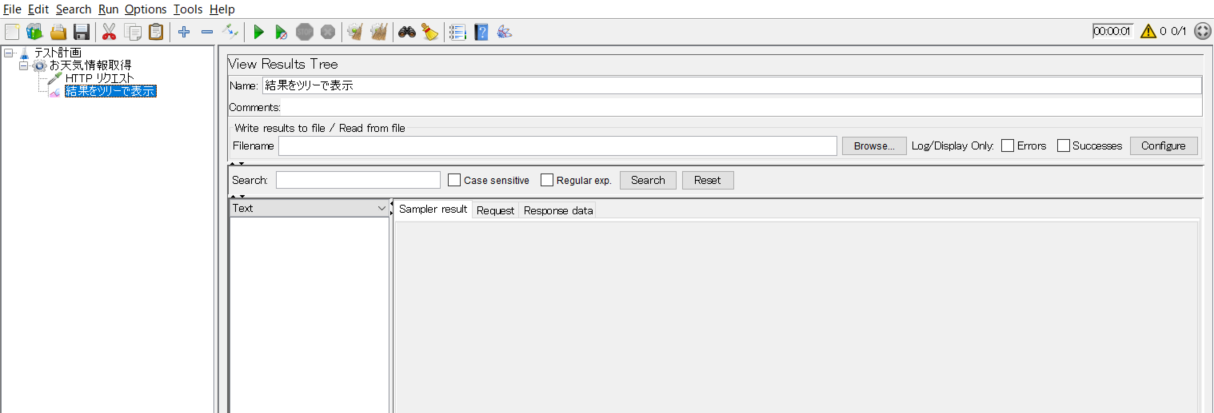 File Edit Search Run Options Tools Help
00:00:01 0 0/1
テスト計画
お天気情報取得
HTTP リクエスト
結果をツリーで表示
View Results Tree
Name: 結果をツリーで表示
Comments:
Write results to file / Read from file
Filename Browse... Log/Display Only: Errors Successes Configure
Search: Case sensitive Regular exp. Search Reset
Text Sampler result Request Response data